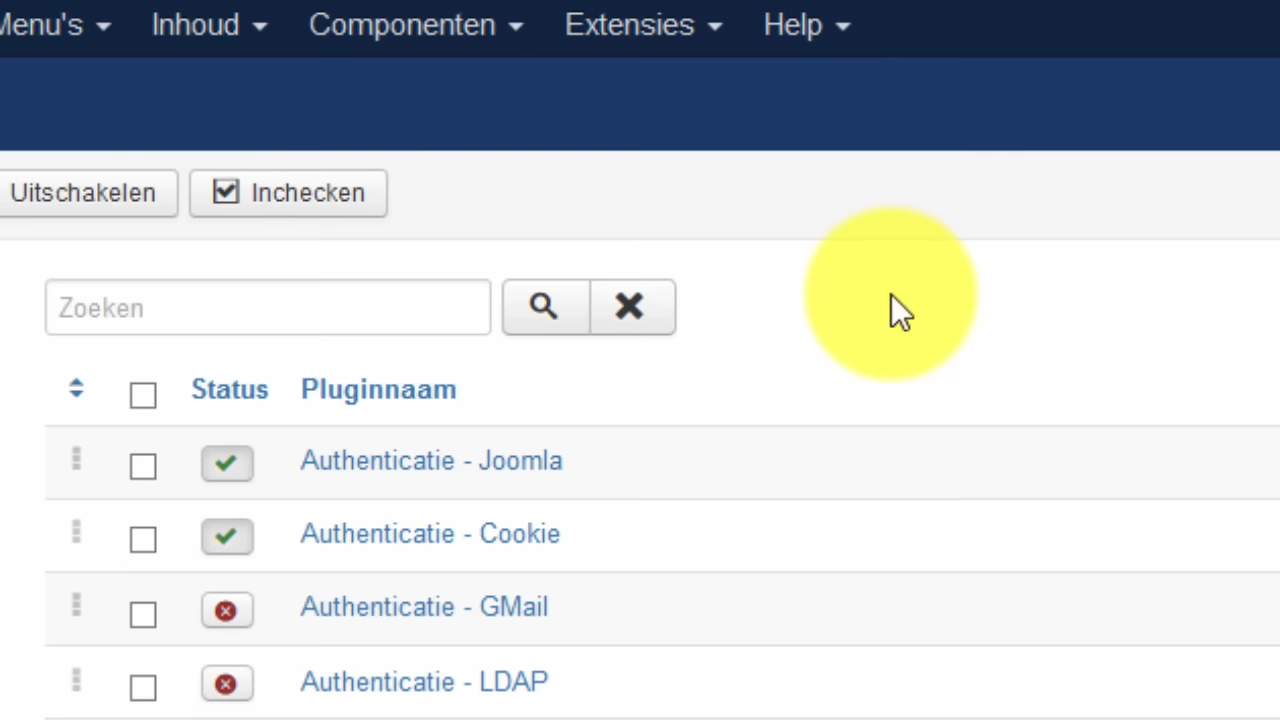 Menu's Inhoud Componenten Extensies Help
Uitschakelen Inchecken
Zoeken
Status Pluginnaam
Authenticatie - Joomla
Authenticatie - Cookie
Authenticatie - GMail
Authenticatie - LDAP